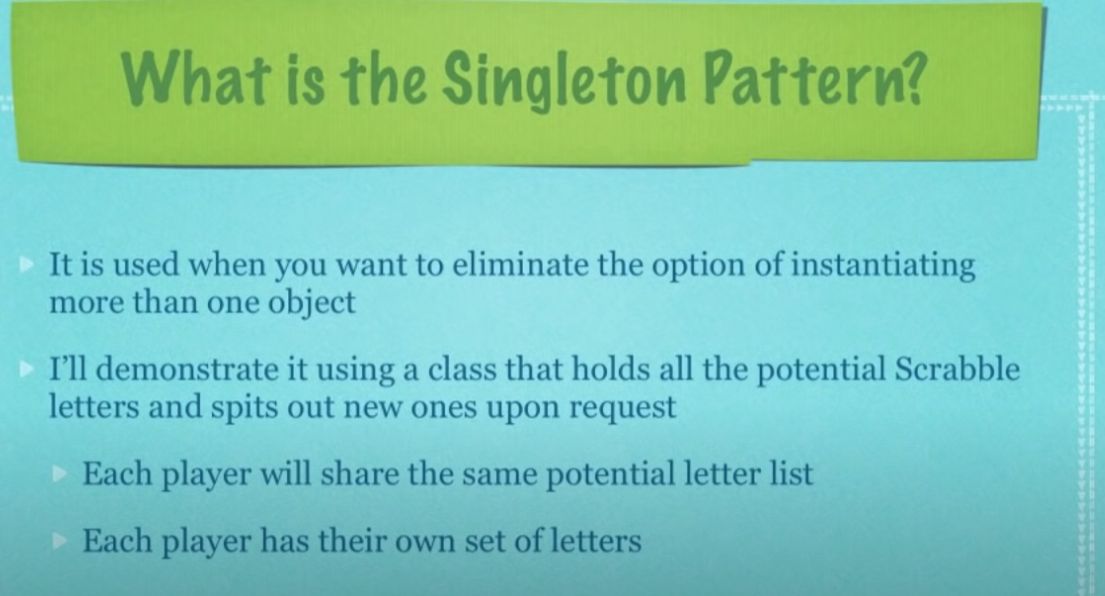 What is the Singleton Pattern?
It is used when you want to eliminate the option of instantiating
more than one object
I'll demonstrate it using a class that holds all the potential Scrabble
letters and spits out new ones upon request
Each player will share the same potential letter list
Each player has their own set of letters